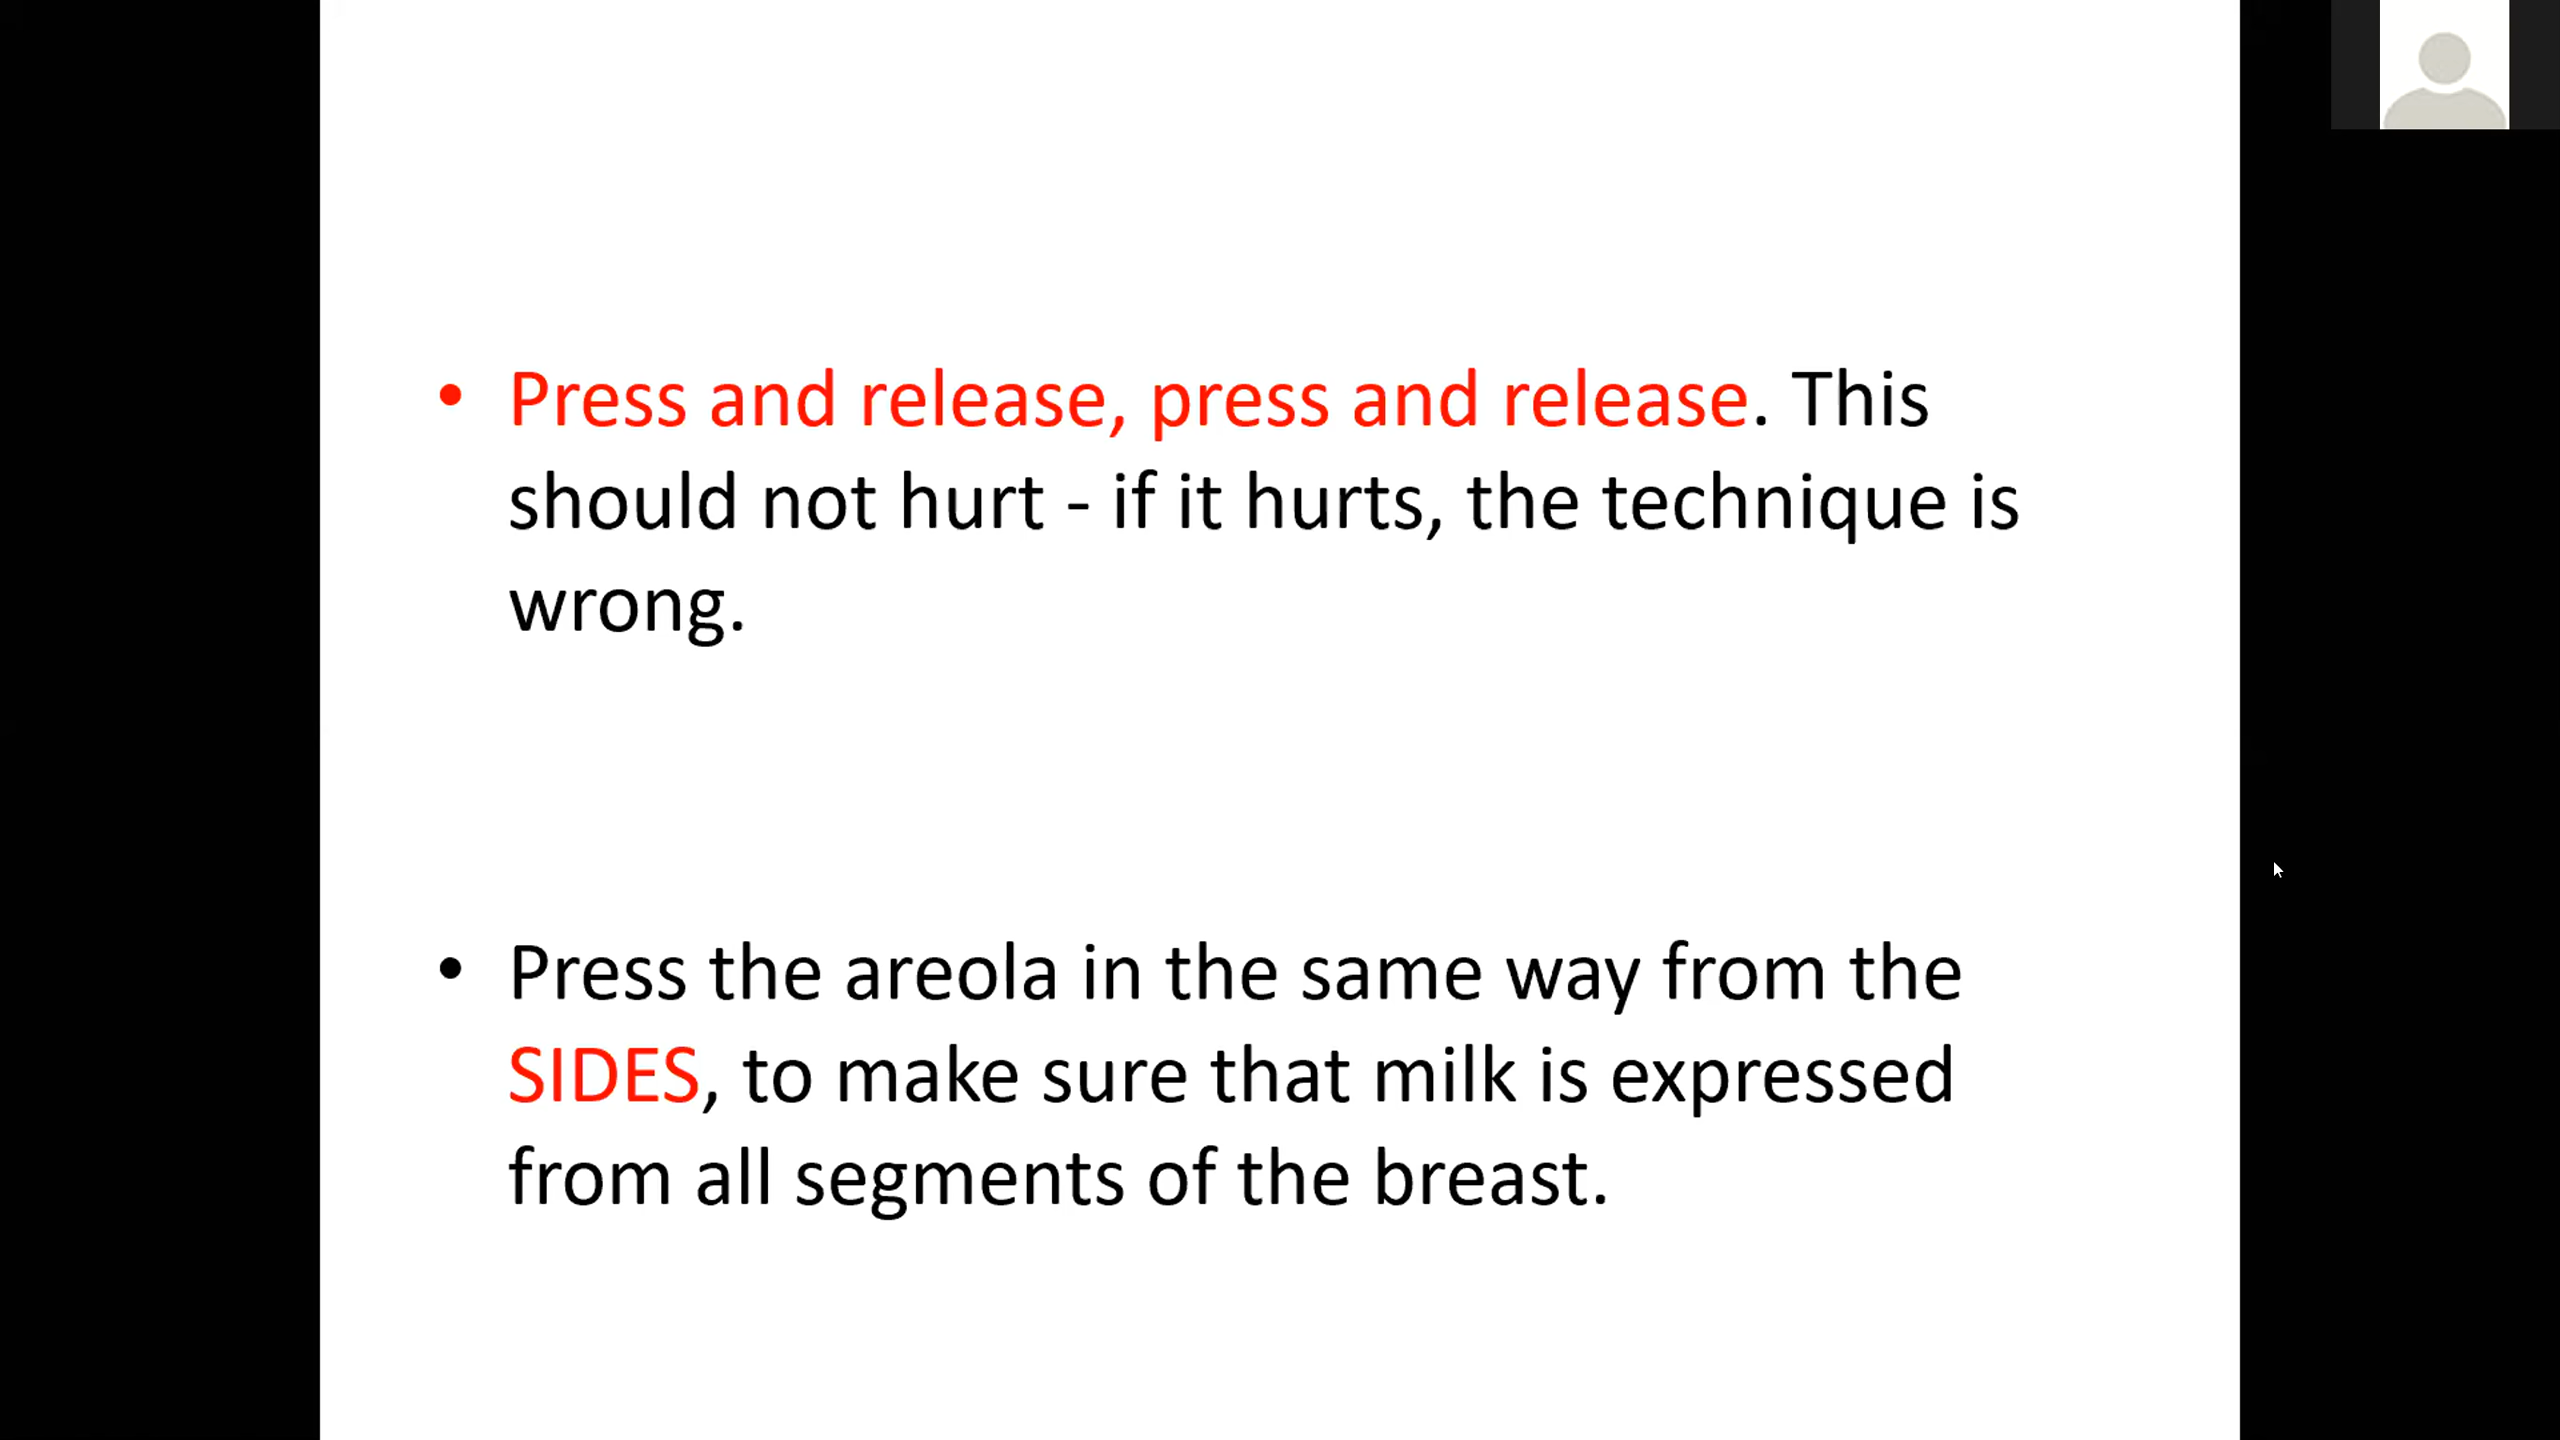 • Press and release, press and release. This
should not hurt - if it hurts, the technique is
wrong.
• Press the areola in the same way from the
SIDES, to make sure that milk is expressed
from all segments of the breast.